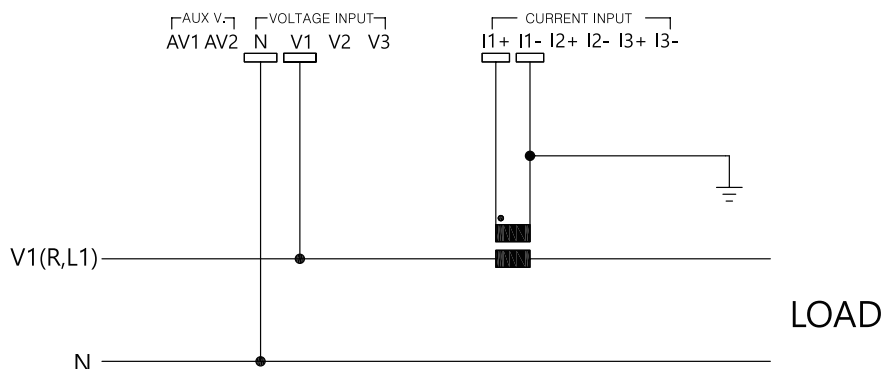 AUX V. VOLTAGE INPUT CURRENT INPUT
AV1 AV2 N V1 V2 V3 I1+ I1- I2+ I2- I3+ I3-
V1(R,L1)
LOAD
N